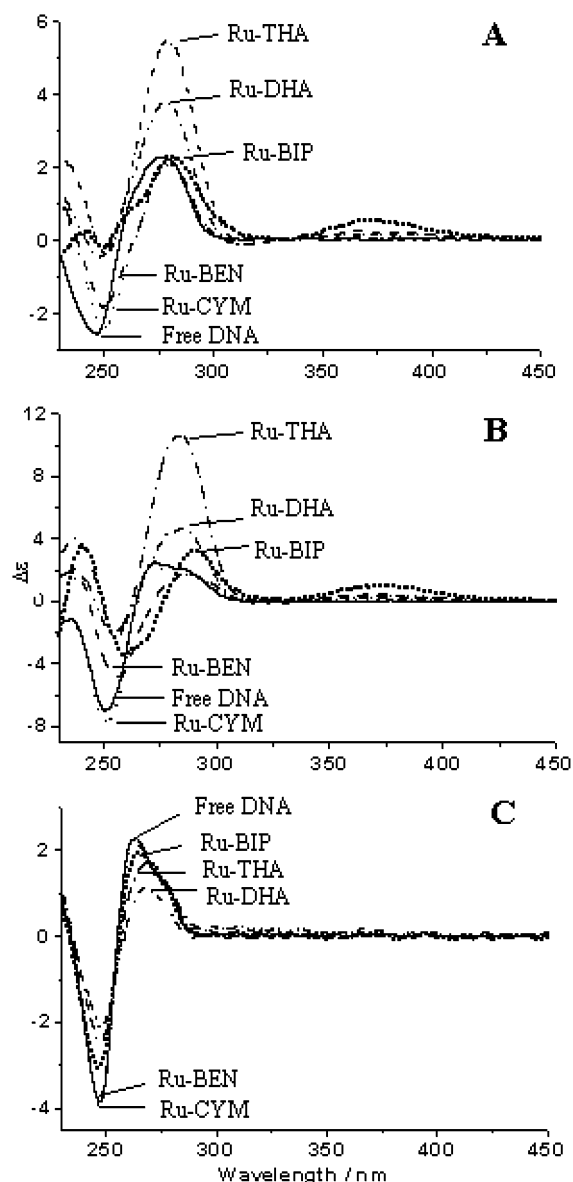 Ru-THA
A
Ru-DHA
Ru-BIP
Ru-BEN
Ru-CYM
Free DNA
6
4
2
0
-2
250 300 350 400 450
B
Ru-THA
Ru-DHA
Ru-BIP
Ru-BEN
Free DNA
Ru-CYM
12
8
4
0
-4
-8
Δε
250 300 350 400 450
C
Free DNA
Ru-BIP
Ru-THA
Ru-DHA
Ru-BEN
Ru-CYM
2
0
-2
-4
250 300 350 400 450
Wavelength / nm